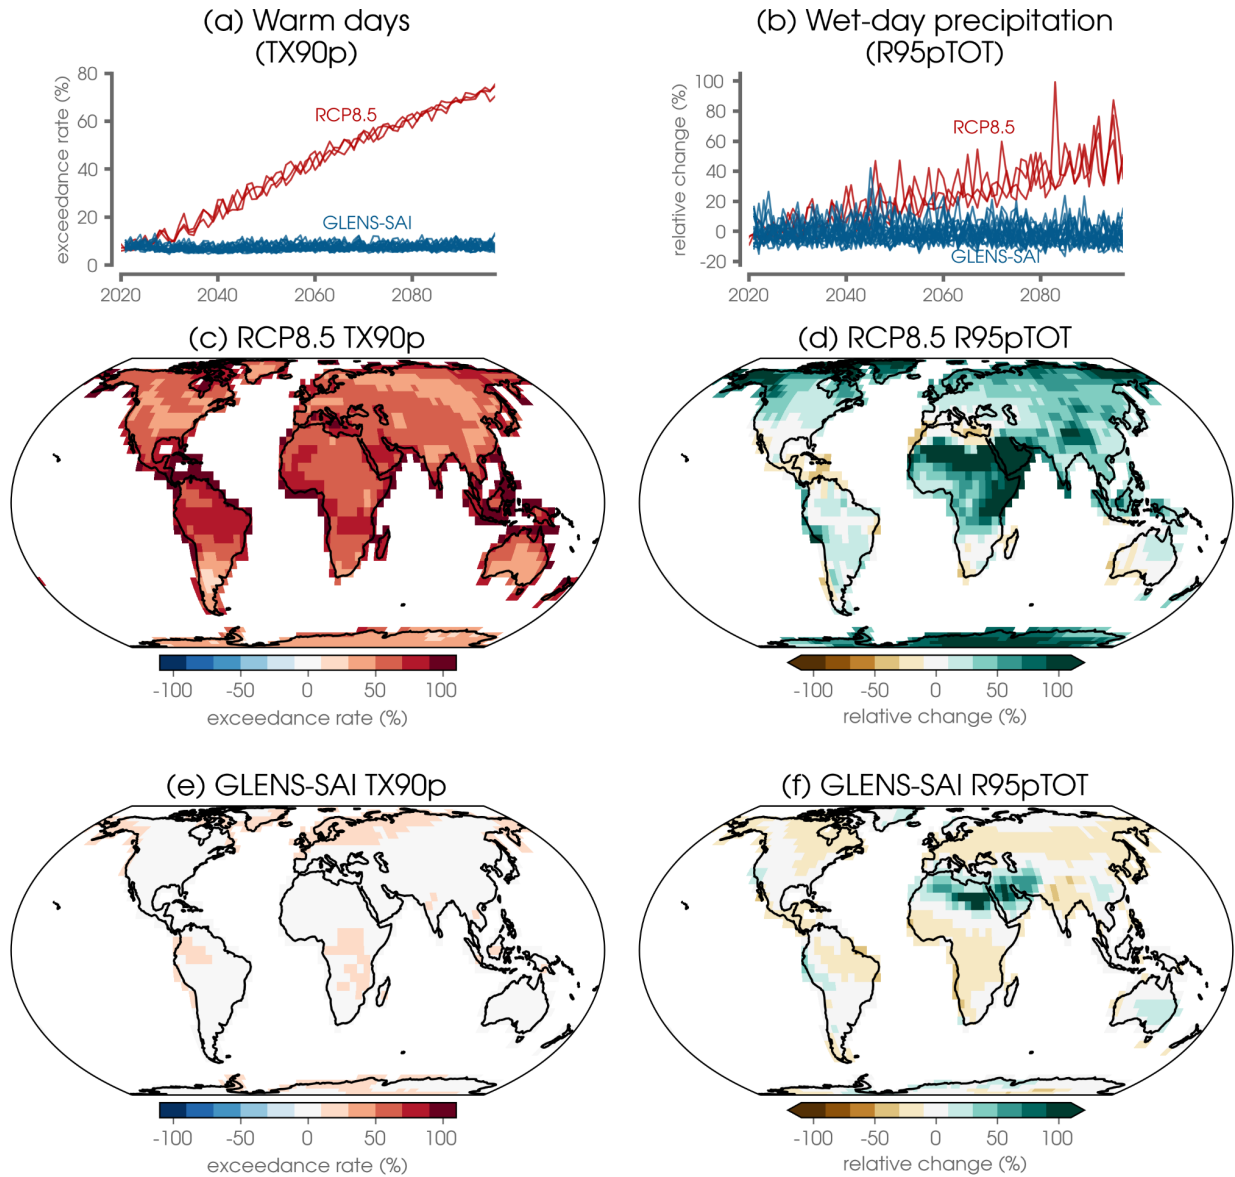 (a) Warm days
(TX90p)
(b) Wet-day precipitation
(R95pTOT)
exceedance rate (%)
80
60
40
20
0
RCP8.5
GLENS-SAI
2020 2040 2060 2080
relative change (%)
100
80
60
40
20
0
-20
RCP8.5
GLENS-SAI
2020 2040 2060 2080
(c) RCP8.5 TX90p
-100 -50 0 50 100
exceedance rate (%)
(d) RCP8.5 R95pTOT
-100 -50 0 50 100
relative change (%)
(e) GLENS-SAI TX90p
-100 -50 0 50 100
exceedance rate (%)
(f) GLENS-SAI R95pTOT
-100 -50 0 50 100
relative change (%)